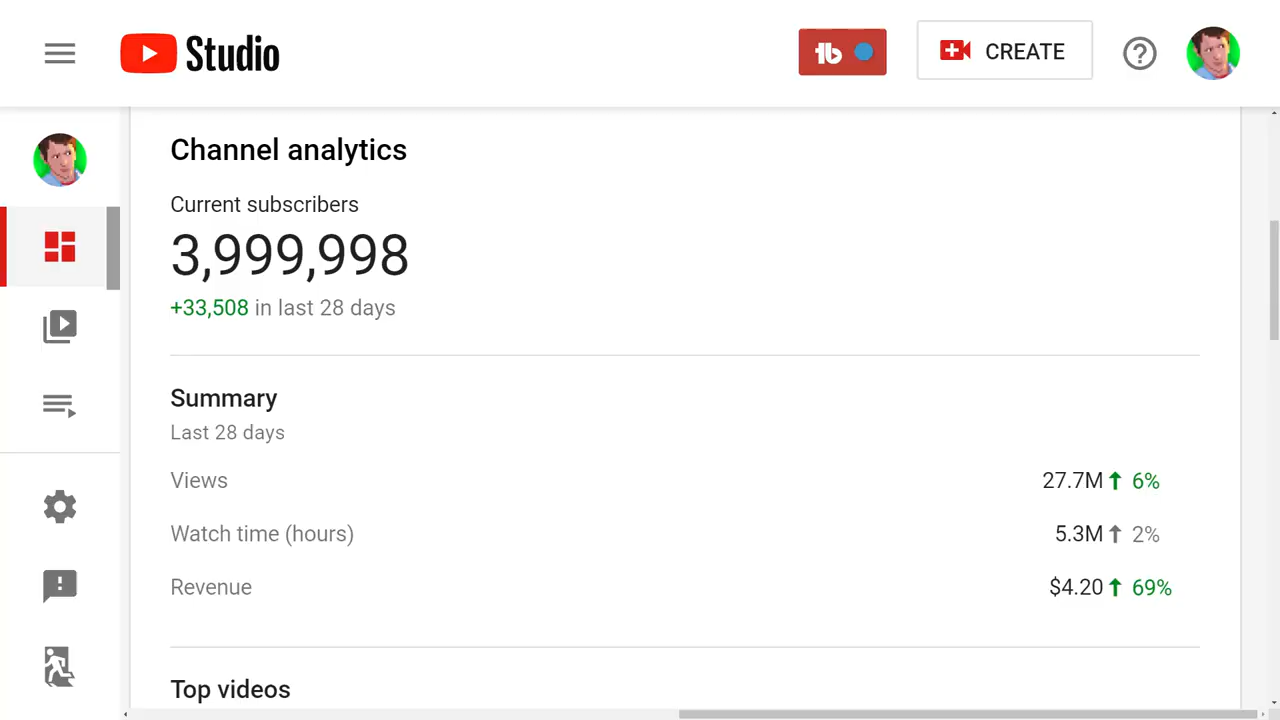 Studio
tb
CREATE
?
Channel analytics
Current subscribers
3,999,998
+33,508 in last 28 days
Summary
Last 28 days
Views 27.7M 6%
Watch time (hours) 5.3M 2%
Revenue $4.20 69%
Top videos